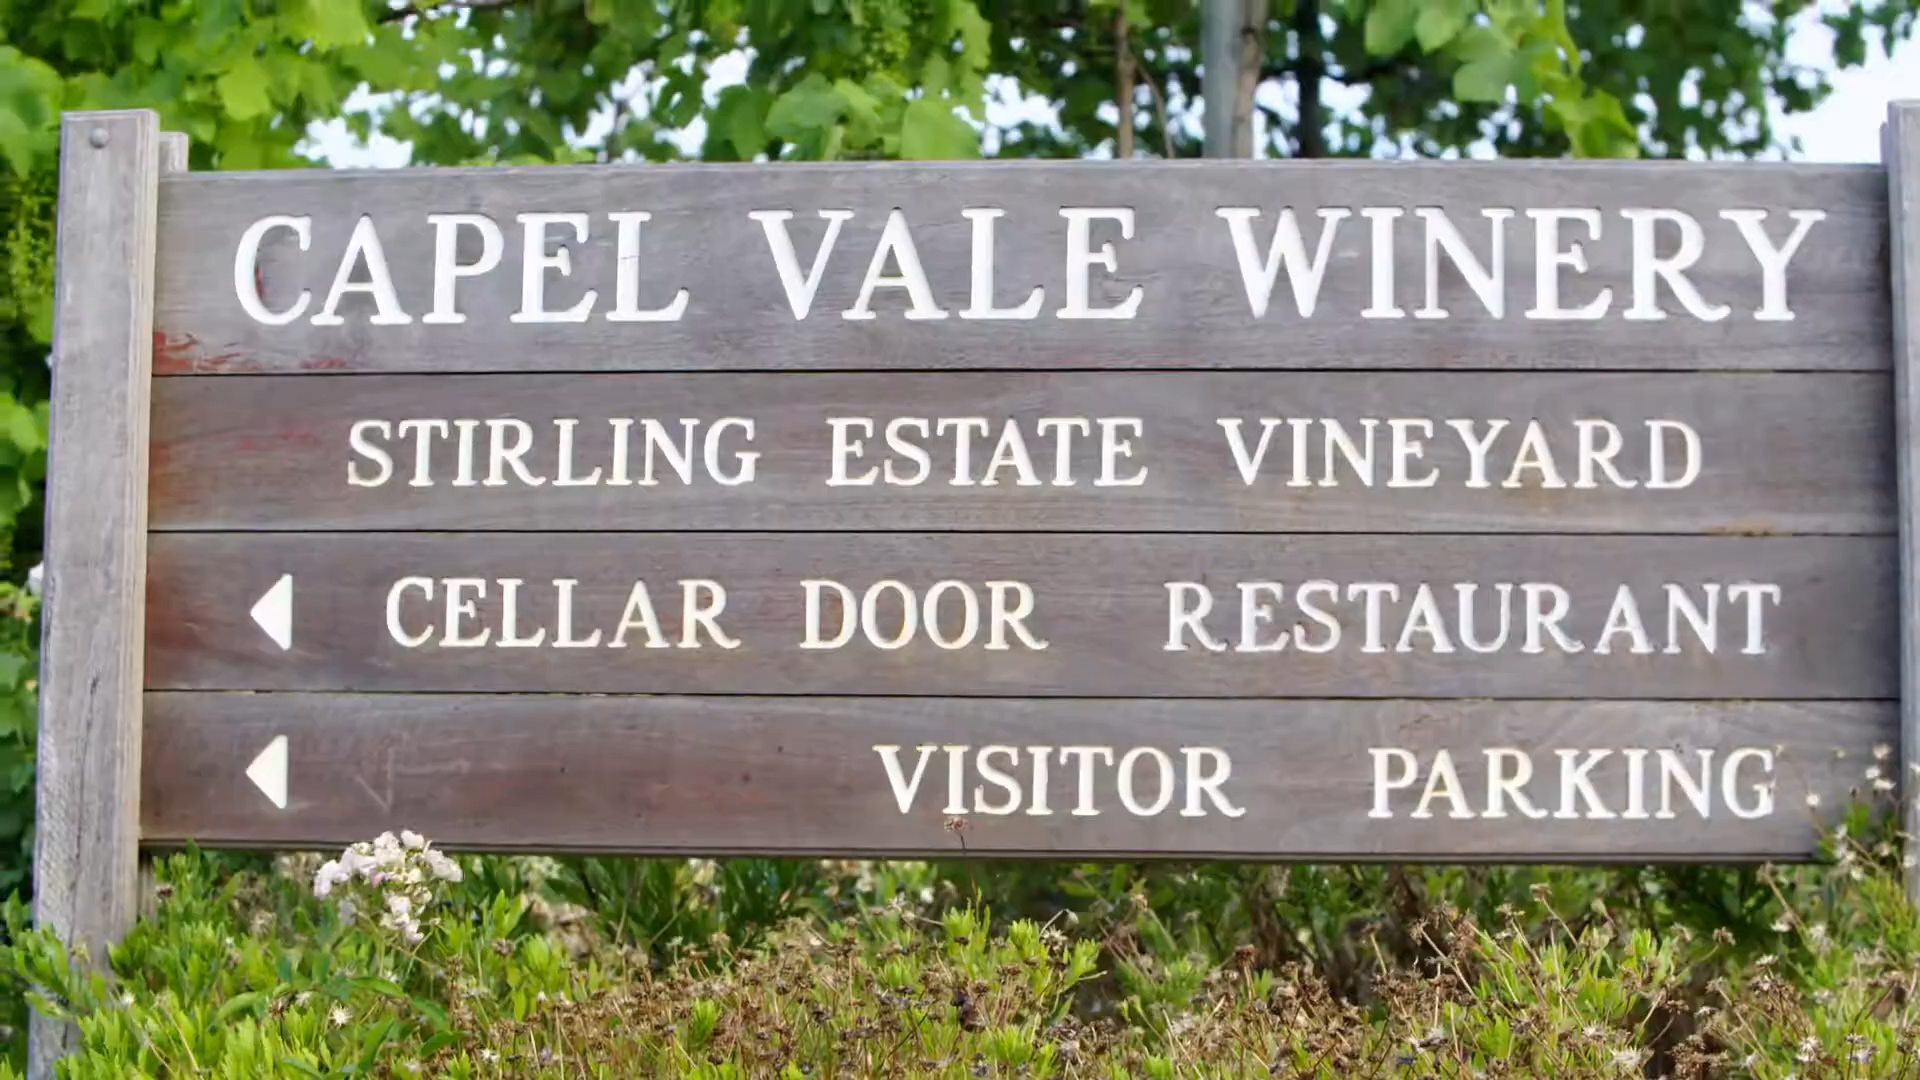 CAPEL VALE WINERY
STIRLING ESTATE VINEYARD
CELLAR DOOR RESTAURANT
VISITOR PARKING